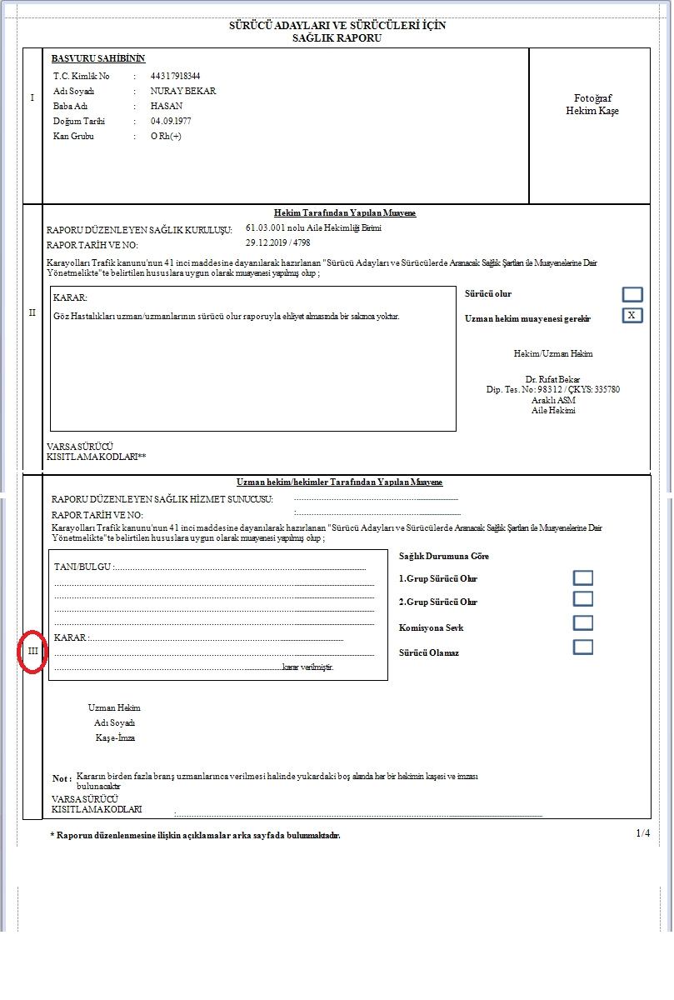 SÜRÜCÜ ADAYLARI VE SÜRÜCÜLERİ İÇİN
SAĞLIK RAPORU
I
BASVURU SAHİBİNİN
T.C. Kimlik No : 44317918344
Adı Soyadı : NURAY BEKAR
Baba Adı : HASAN
Doğum Tarihi : 04.09.1977
Kan Grubu : O Rh(+)
Fotoğraf
Hekim Kaşe
II
Hekim Tarafından Yapılan Muayene
RAPORU DÜZENLEYEN SAĞLIK KURULUŞU: 61.03.001 nolu Aile Hekimliği Birimi
RAPOR TARİH VE NO: 29.12.2019 / 4798
Karayolları Trafik kanunu'nun 41 inci maddesine dayanılarak hazırlanan "Sürücü Adayları ve Sürücülerde Aranacak Sağlık Şartları ile Muayenelerine Dair
Yönetmelikte"te belirtilen hususlara uygun olarak muayenesi yapılmış olup ;
KARAR:
Göz Hastalıkları uzman/uzmanlarının sürücü olur raporuyla ehliyet almasında bir sakınca yoktur.
Sürücü olur
Uzman hekim muayenesi gerekir X
Hekim/Uzman Hekim
Dr. Rıfat Bekar
Dip. Tes. No: 98312 / ÇKYS: 335780
Araklı ASM
Aile Hekimi
VARSA SÜRÜCÜ
KISITLAMA KODLARI**
III
Uzman hekim/hekimler Tarafından Yapılan Muayene
RAPORU DÜZENLEYEN SAĞLIK HİZMET SUNUCUSU: ..........
RAPOR TARİH VE NO: :..........
Karayolları Trafik kanunu'nun 41 inci maddesine dayanılarak hazırlanan "Sürücü Adayları ve Sürücülerde Aranacak Sağlık Şartları ile Muayenelerine Dair
Yönetmelikte"te belirtilen hususlara uygun olarak muayenesi yapılmış olup ;
TANI/BULGU :..........
KARAR :..........
..........karar verilmiştir.
Sağlık Durumuna Göre
1.Grup Sürücü Olur
2.Grup Sürücü Olur
Komisyona Sevk
Sürücü Olamaz
Uzman Hekim
Adı Soyadı
Kaşe-İmza
Not : Kararın birden fazla branş uzmanlarınca verilmesi halinde yukardaki boş alanda her bir hekimin kaşesi ve imzası
bulunacaktır
VARSA SÜRÜCÜ
KISITLAMA KODLARI :..........
* Raporun düzenlenmesine ilişkin açıklamalar arka sayfada bulunmaktadır.
1/4